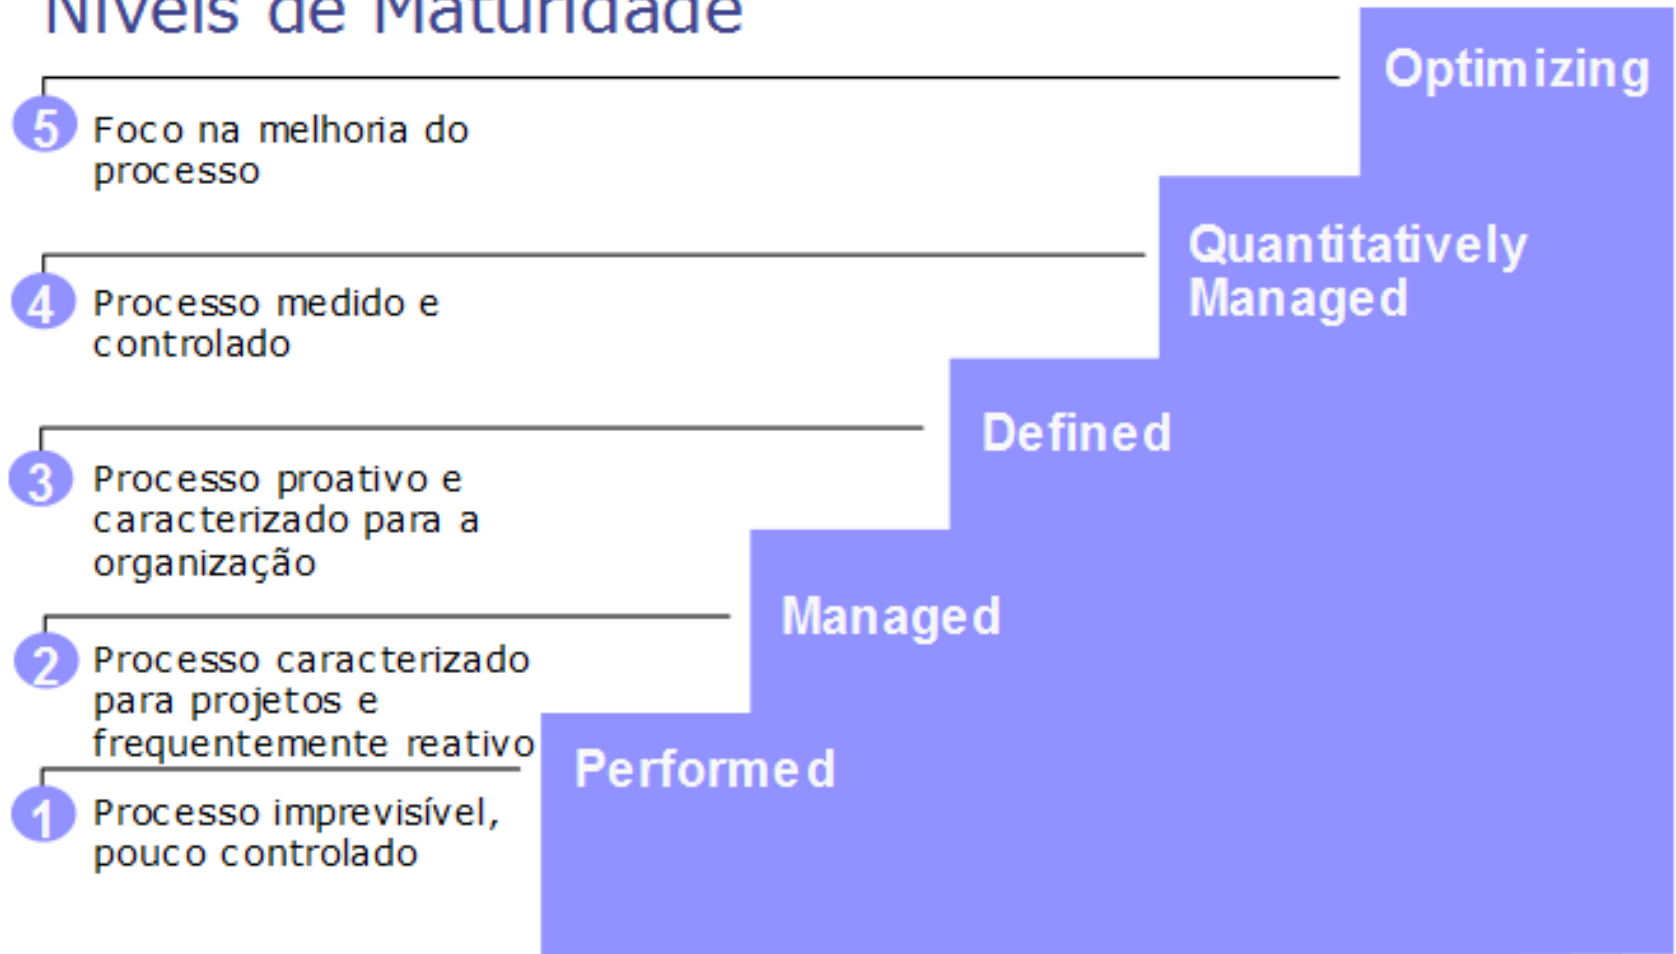 Níveis de Maturidade
Optimizing
5
Foco na melhoria do
processo
Quantitatively
Managed
4
Processo medido e
controlado
Defined
3
Processo proativo e
caracterizado para a
organização
Managed
2
Processo caracterizado
para projetos e
frequentemente reativo
Performed
1
Processo imprevisível,
pouco controlado